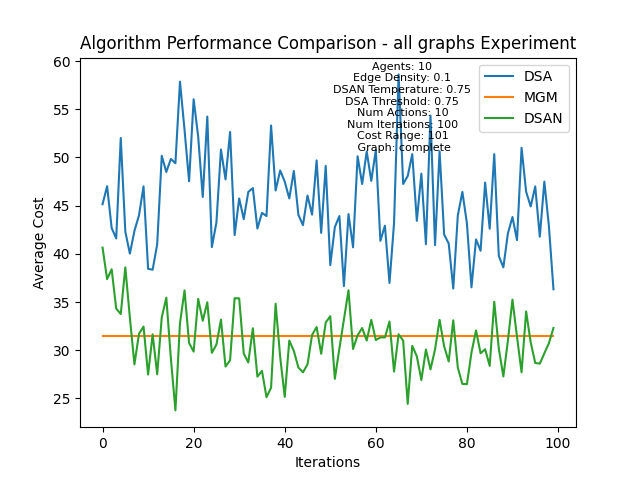 Algorithm Performance Comparison - all graphs Experiment
Agents: 10
Edge Density: 0.1
DSAN Temperature: 0.75
DSA Threshold: 0.75
Num Actions: 10
Num Iterations: 100
Cost Range: 101
Graph: complete
DSA
MGM
DSAN
Average Cost
60
55
50
45
40
35
30
25
0
20
40
60
80
100
Iterations